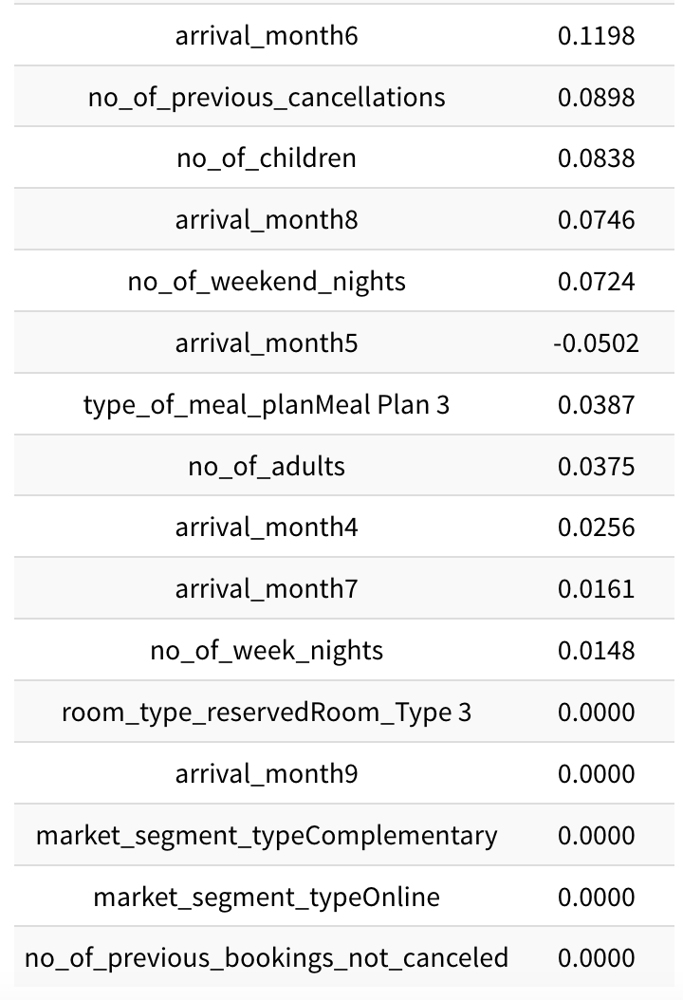 arrival_month6 0.1198
no_of_previous_cancellations 0.0898
no_of_children 0.0838
arrival_month8 0.0746
no_of_weekend_nights 0.0724
arrival_month5 -0.0502
type_of_meal_planMeal Plan 3 0.0387
no_of_adults 0.0375
arrival_month4 0.0256
arrival_month7 0.0161
no_of_week_nights 0.0148
room_type_reservedRoom_Type 3 0.0000
arrival_month9 0.0000
market_segment_typeComplementary 0.0000
market_segment_typeOnline 0.0000
no_of_previous_bookings_not_canceled 0.0000